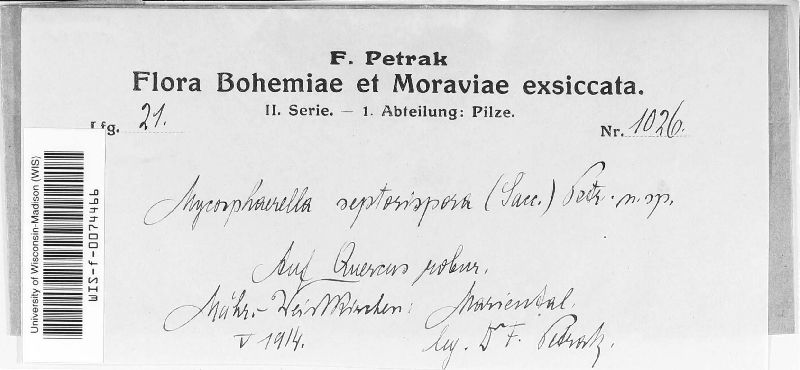 F. Petrak
Flora Bohemiae et Moraviae exsiccata.
II. Serie. — 1. Abteilung: Pilze.
Lfg. 21.
Nr. 1026.
Mycosphaerella septorispora (Sacc.) Petr. n. sp.
Auf Quercus robur.
Mähr.-Weisskirchen: Mariental.
V 1914.
leg. Dr F. Petrak.
University of Wisconsin-Madison (WIS)
WIS-f-0074466